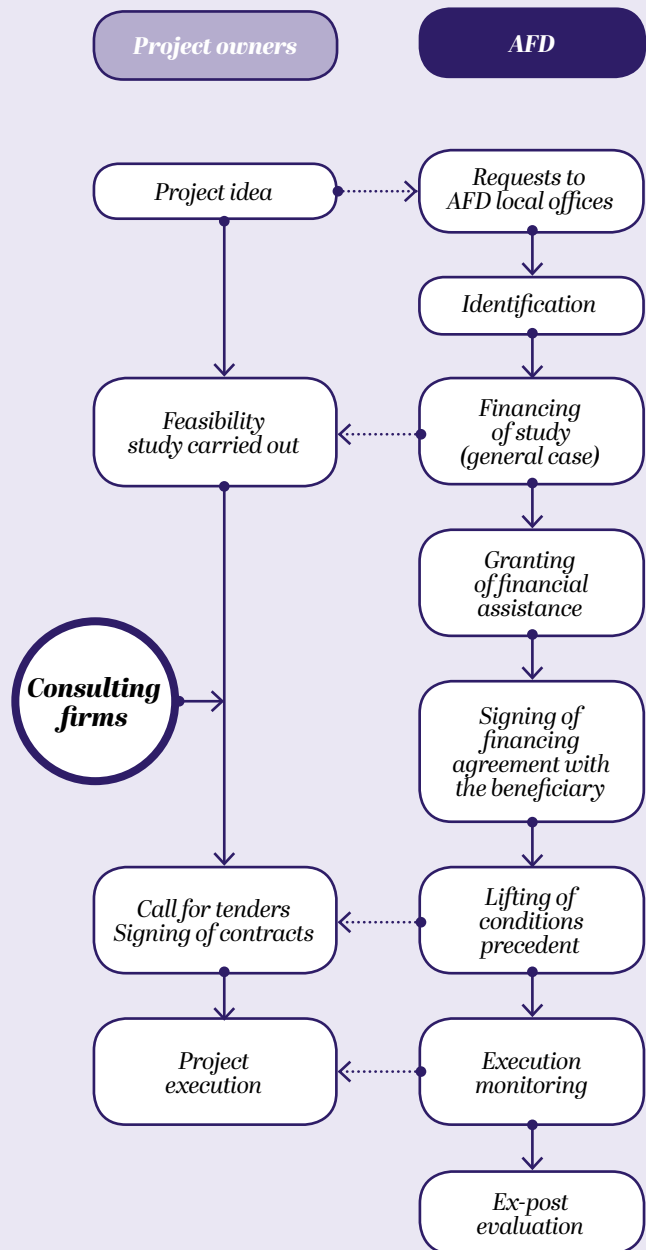 Project owners
AFD
Project idea
Requests to
AFD local offices
Identification
Feasibility
study carried out
Financing
of study
(general case)
Granting
of financial
assistance
Consulting
firms
Signing of
financing
agreement with
the beneficiary
Call for tenders
Signing of contracts
Lifting of
conditions
precedent
Project
execution
Execution
monitoring
Ex-post
evaluation